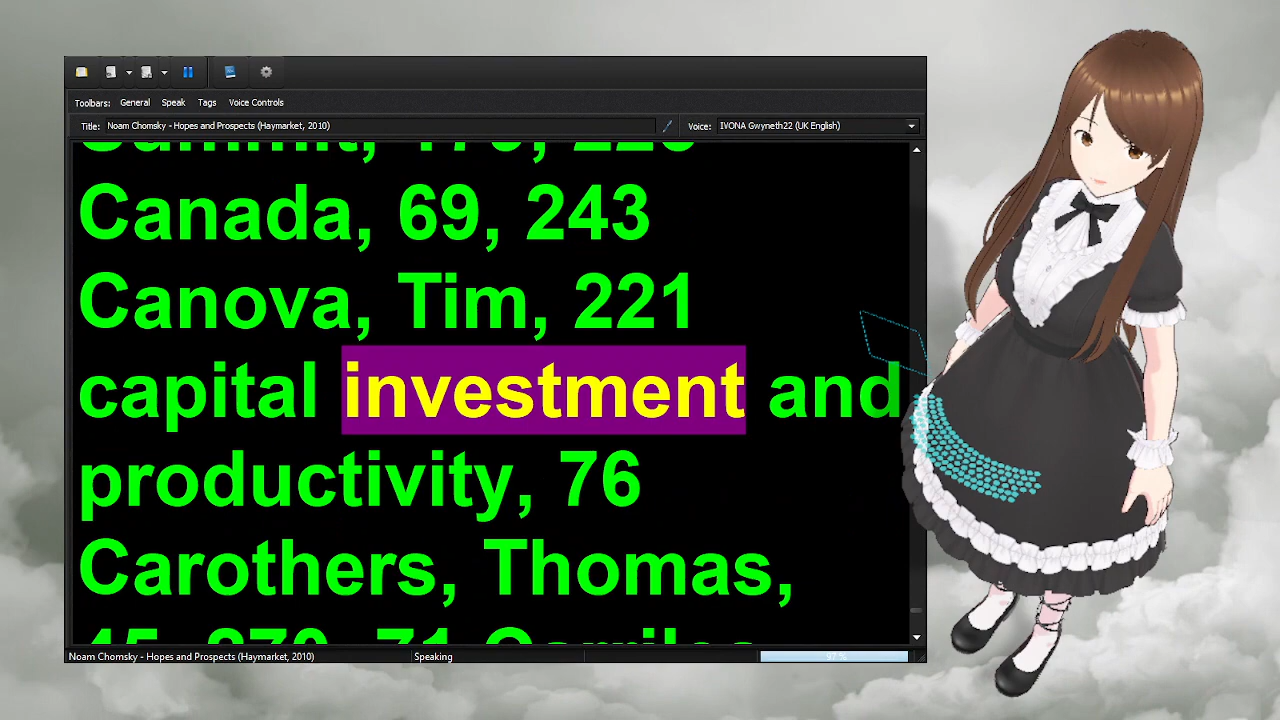 Toolbars: General Speak Tags Voice Controls
Title: Noam Chomsky - Hopes and Prospects (Haymarket, 2010) Voice: IVONA Gwyneth22 (UK English)
Canada, 69, 243
Canova, Tim, 221
capital investment and
productivity, 76
Carothers, Thomas,
Noam Chomsky - Hopes and Prospects (Haymarket, 2010) Speaking 97 %